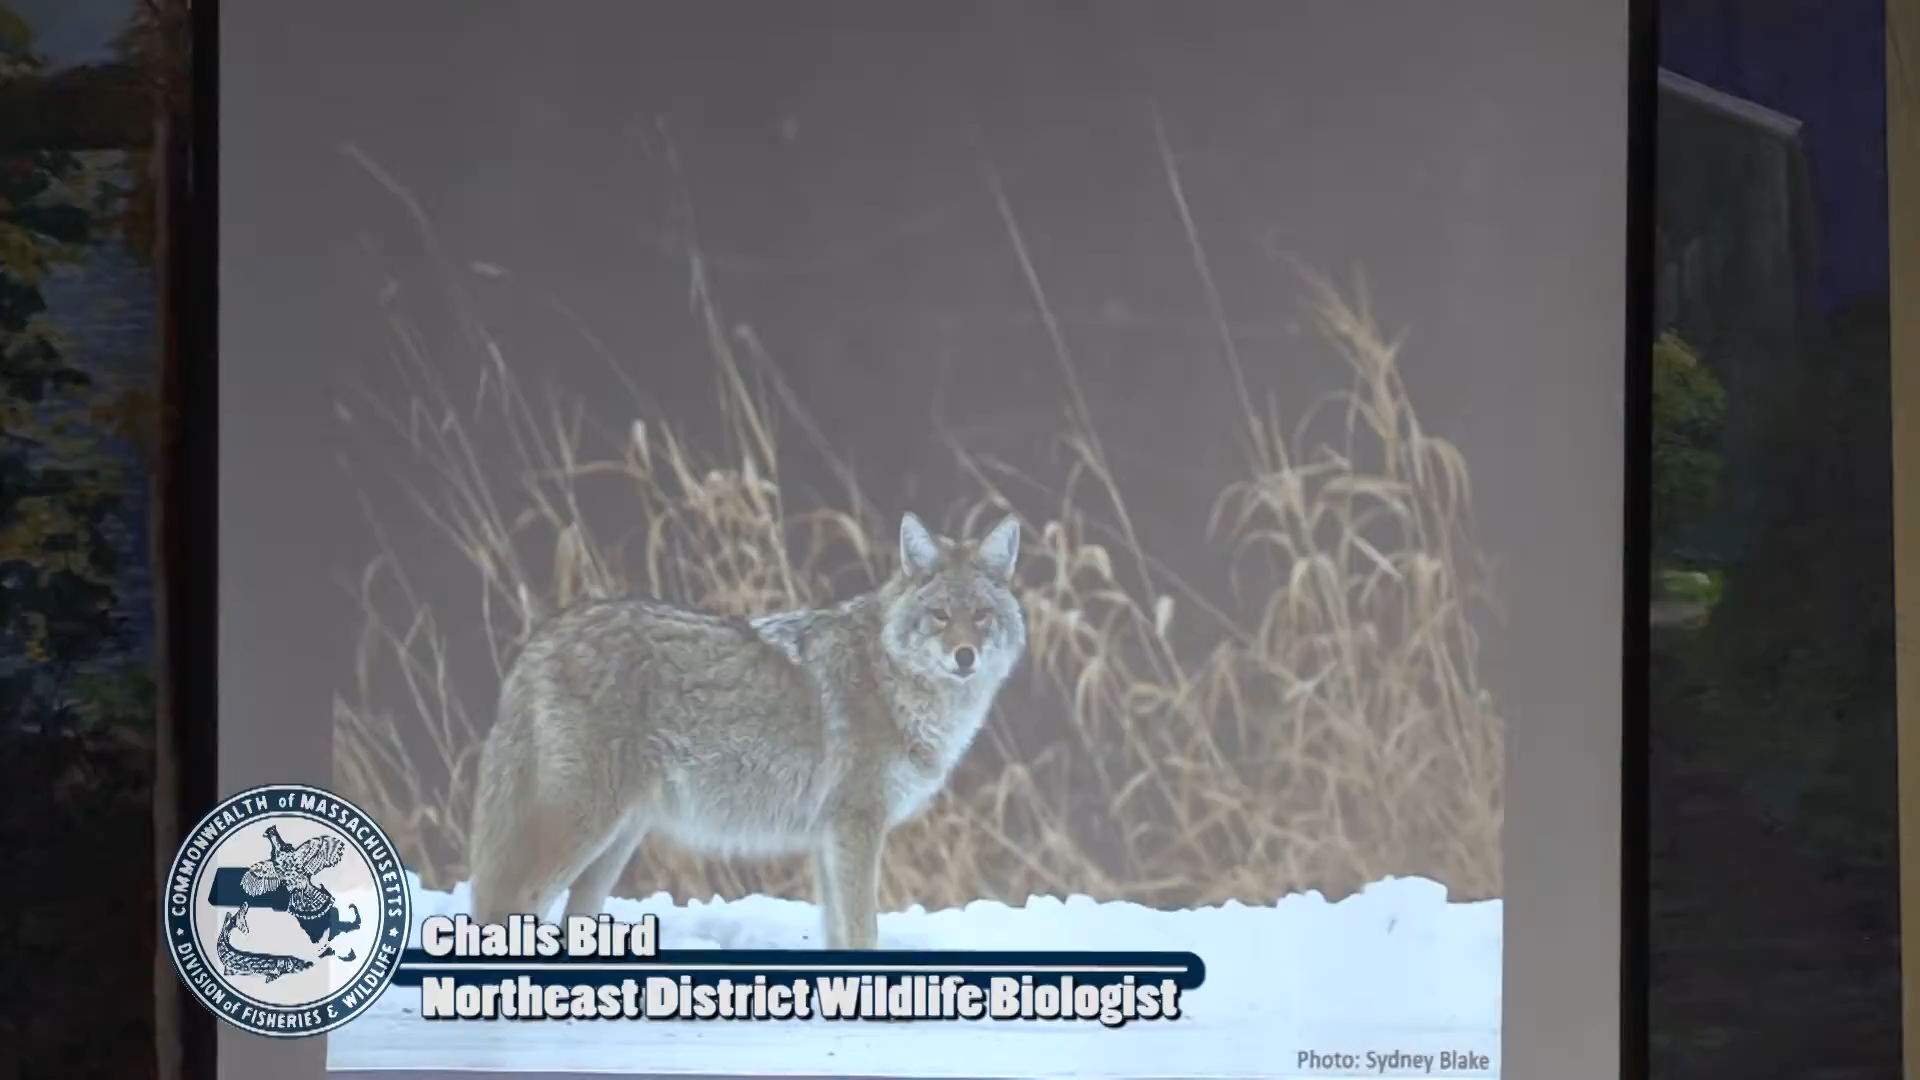 COMMONWEALTH of MASSACHUSETTS
DIVISION of FISHERIES & WILDLIFE
Chalis Bird
Northeast District Wildlife Biologist
Photo: Sydney Blake